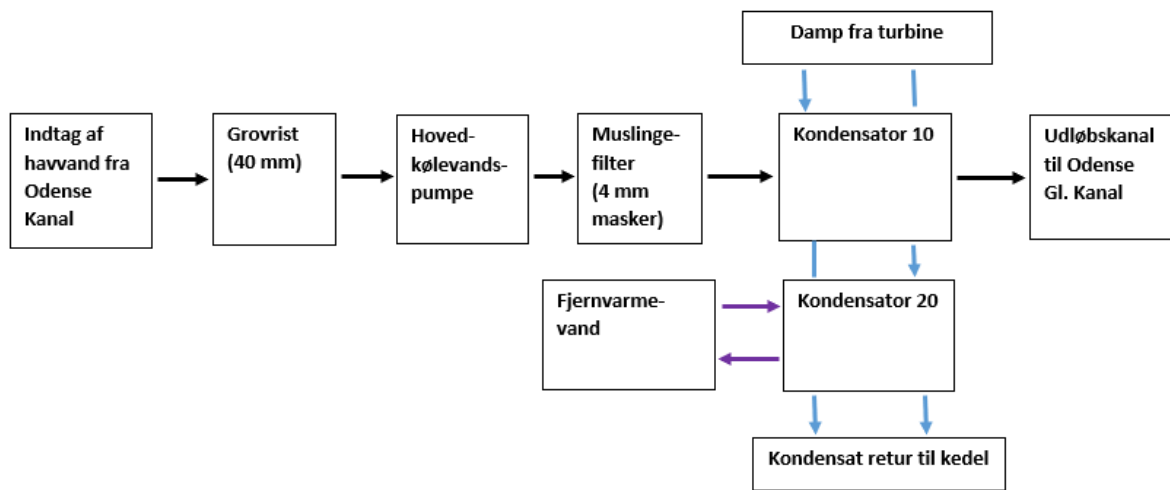 Damp fra turbine
Indtag af
havvand fra
Odense
Kanal
Grovrist
(40 mm)
Hoved-
kølevands-
pumpe
Muslinge-
filter
(4 mm
masker)
Kondensator 10
Udløbskanal
til Odense
Gl. Kanal
Fjernvarme-
vand
Kondensator 20
Kondensat retur til kedel